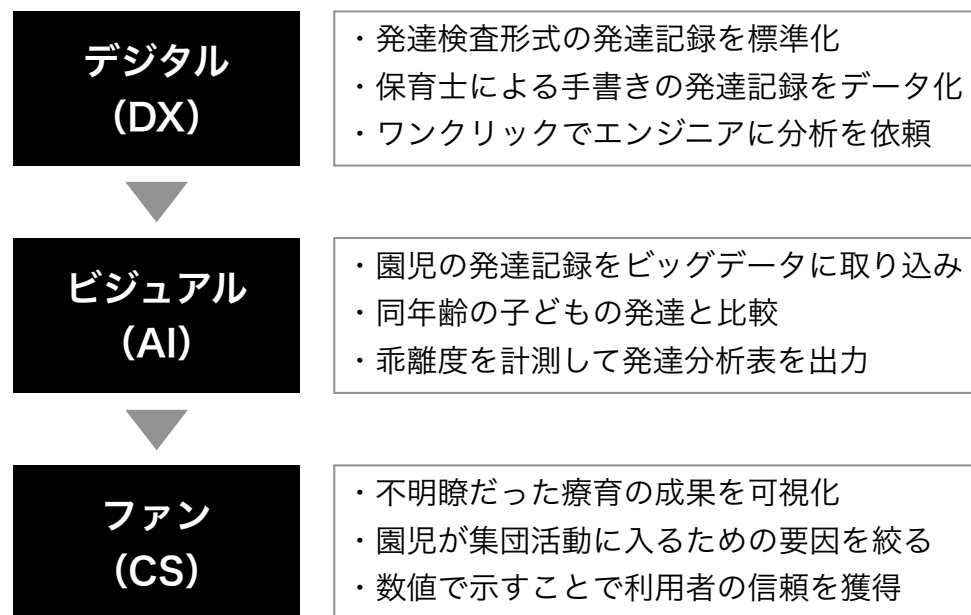 デジタル
（DX）
・発達検査形式の発達記録を標準化
・保育士による手書きの発達記録をデータ化
・ワンクリックでエンジニアに分析を依頼
ビジュアル
（AI）
・園児の発達記録をビッグデータに取り込み
・同年齢の子どもの発達と比較
・乖離度を計測して発達分析表を出力
ファン
（CS）
・不明瞭だった療育の成果を可視化
・園児が集団活動に入るための要因を絞る
・数値で示すことで利用者の信頼を獲得